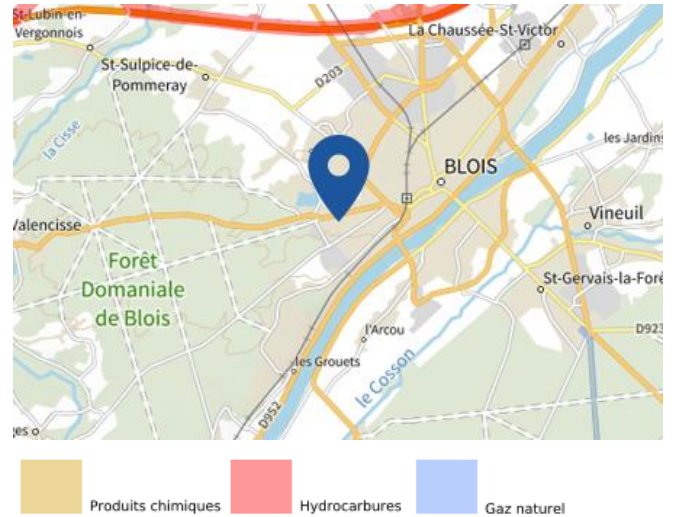 St-Lubin-en-
Vergonnois
La Chaussée-St-Victor
St-Sulpice-de-
Pommeray
D203
la Cisse
les Jardins
BLOIS
Valencisse
Vineuil
Forêt
Domaniale
de Blois
St-Gervais-la-Forê
D923
l'Arcou
les Grouets
le Cosson
D952
Produits chimiques
Hydrocarbures
Gaz naturel